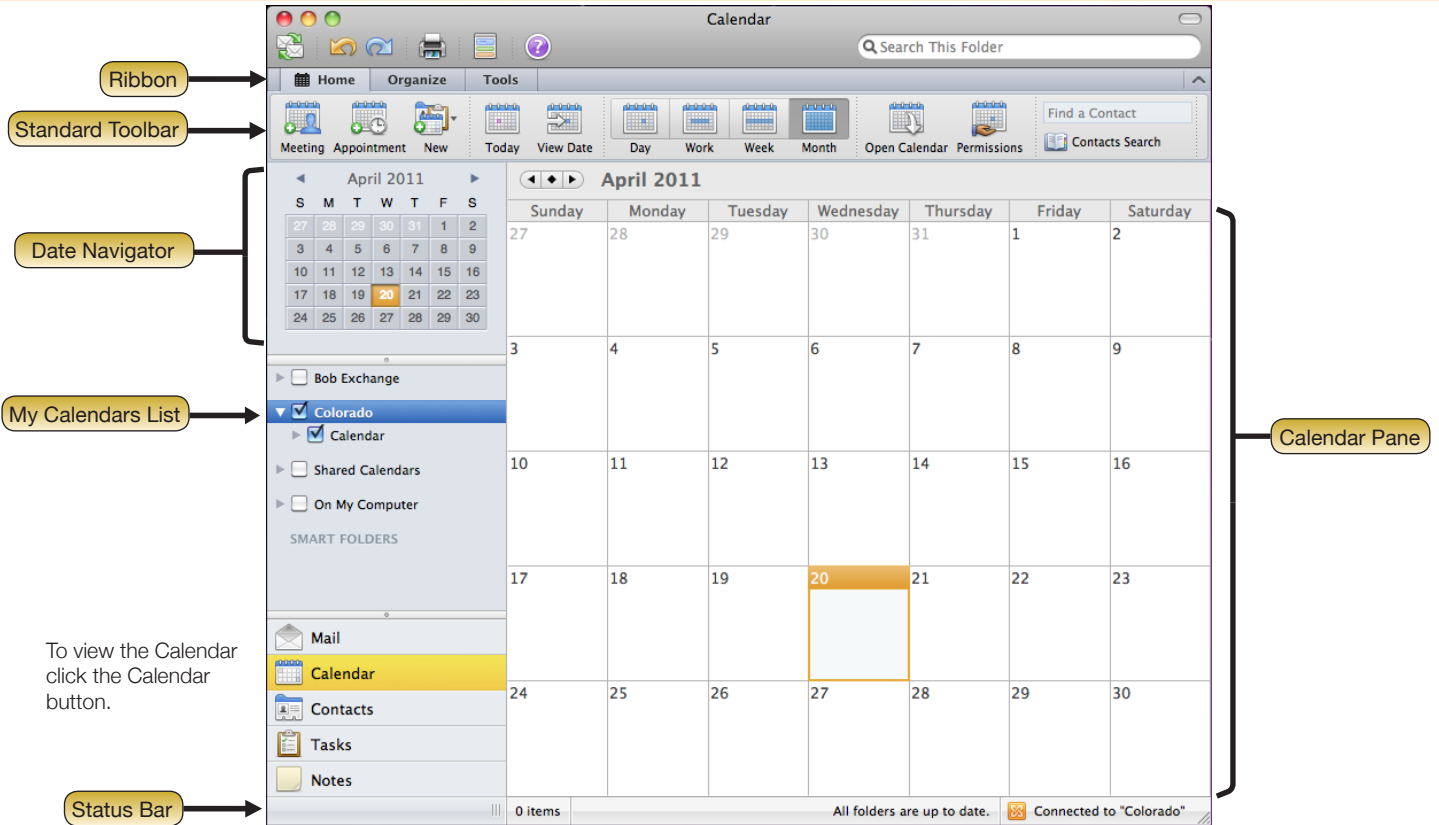 Calendar
Search This Folder
Ribbon
Home Organize Tools
Standard Toolbar
Meeting Appointment New Today View Date Day Work Week Month Open Calendar Permissions
Find a Contact
Contacts Search
Date Navigator
April 2011
S M T W T F S
27 28 29 30 31 1 2
3 4 5 6 7 8 9
10 11 12 13 14 15 16
17 18 19 20 21 22 23
24 25 26 27 28 29 30
My Calendars List
Bob Exchange
Colorado
Calendar
Shared Calendars
On My Computer
SMART FOLDERS
To view the Calendar
click the Calendar
button.
Mail
Calendar
Contacts
Tasks
Notes
April 2011
Sunday Monday Tuesday Wednesday Thursday Friday Saturday
27 28 29 30 31 1 2
3 4 5 6 7 8 9
10 11 12 13 14 15 16
17 18 19 20 21 22 23
24 25 26 27 28 29 30
Calendar Pane
Status Bar
0 items All folders are up to date. Connected to "Colorado"